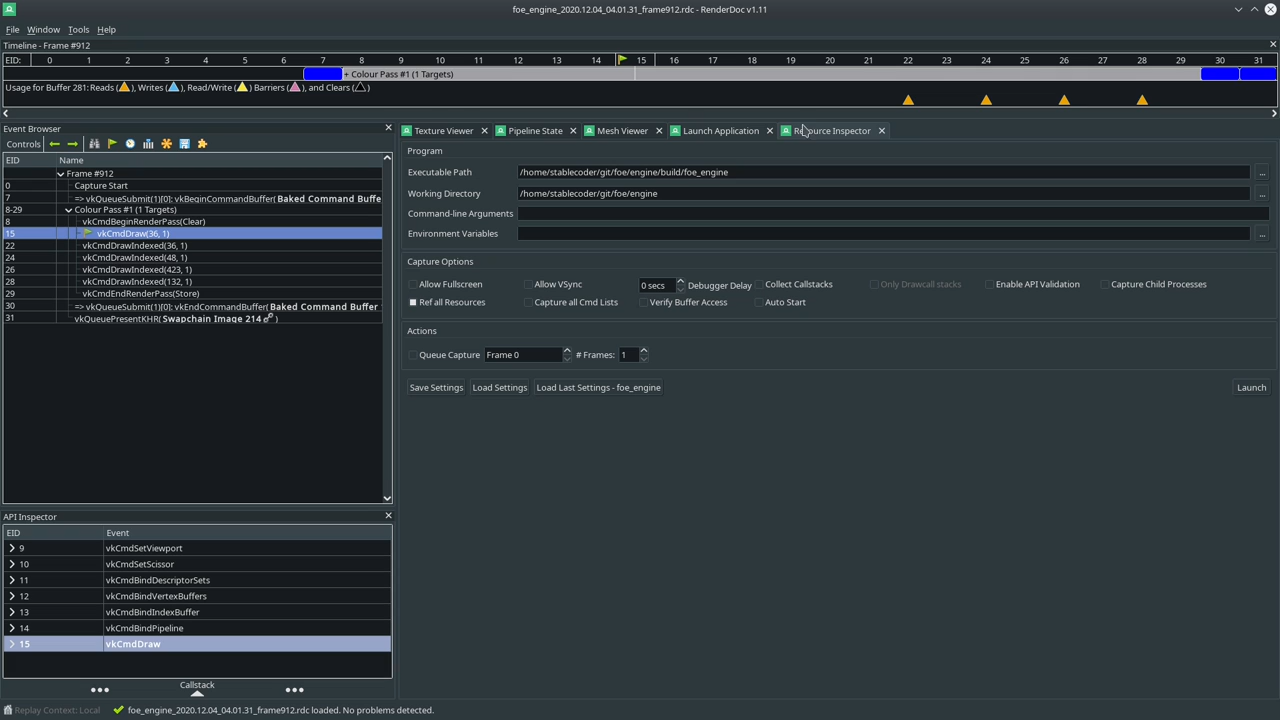 foe_engine_2020.12.04_04.01.31_frame912.rdc - RenderDoc v1.11
File Window Tools Help
Timeline - Frame #912
EID: 0 1 2 3 4 5 6 7 8 9 10 11 12 13 14 15 16 17 18 19 20 21 22 23 24 25 26 27 28 29 30 31
+ Colour Pass #1 (1 Targets)
Usage for Buffer 281: Reads ( ), Writes ( ), Read/Write ( ) Barriers ( ), and Clears ( )
Event Browser
Controls
EID Name
Frame #912
0 Capture Start
7 => vkQueueSubmit(1)[0]: vkBeginCommandBuffer( Baked Command Buffe
8-29 Colour Pass #1 (1 Targets)
8 vkCmdBeginRenderPass(Clear)
15 vkCmdDraw(36, 1)
22 vkCmdDrawIndexed(36, 1)
24 vkCmdDrawIndexed(48, 1)
26 vkCmdDrawIndexed(423, 1)
28 vkCmdDrawIndexed(132, 1)
29 vkCmdEndRenderPass(Store)
30 => vkQueueSubmit(1)[0]: vkEndCommandBuffer( Baked Command Buffer
31 vkQueuePresentKHR( Swapchain Image 214 )
API Inspector
EID Event
9 vkCmdSetViewport
10 vkCmdSetScissor
11 vkCmdBindDescriptorSets
12 vkCmdBindVertexBuffers
13 vkCmdBindIndexBuffer
14 vkCmdBindPipeline
15 vkCmdDraw
Callstack
Texture Viewer Pipeline State Mesh Viewer Launch Application Resource Inspector
Program
Executable Path /home/stablecoder/git/foe/engine/build/foe_engine ...
Working Directory /home/stablecoder/git/foe/engine ...
Command-line Arguments
Environment Variables ...
Capture Options
Allow Fullscreen Allow VSync 0 secs Debugger Delay Collect Callstacks Only Drawcall stacks Enable API Validation Capture Child Processes
Ref all Resources Capture all Cmd Lists Verify Buffer Access Auto Start
Actions
Queue Capture Frame 0 # Frames: 1
Save Settings Load Settings Load Last Settings - foe_engine Launch
Replay Context: Local foe_engine_2020.12.04_04.01.31_frame912.rdc loaded. No problems detected.